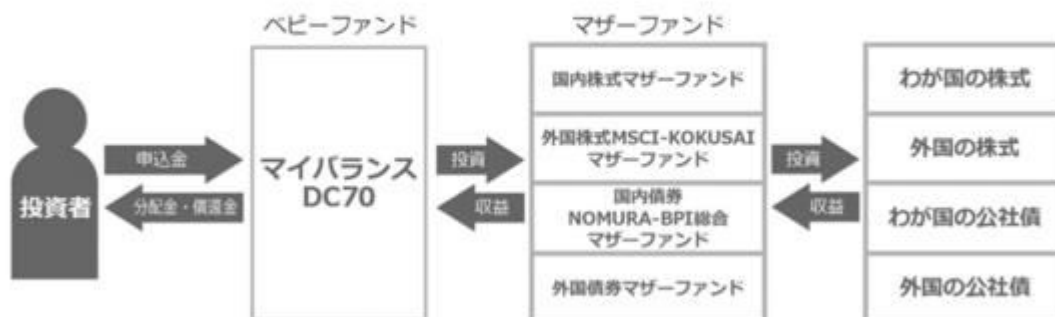 ベビーファンド
マザーファンド
投資者
申込金
分配金・償還金
マイバランス
DC70
投資
収益
国内株式マザーファンド
外国株式MSCI-KOKUSAI
マザーファンド
国内債券
NOMURA-BPI総合
マザーファンド
外国債券マザーファンド
投資
収益
わが国の株式
外国の株式
わが国の公社債
外国の公社債